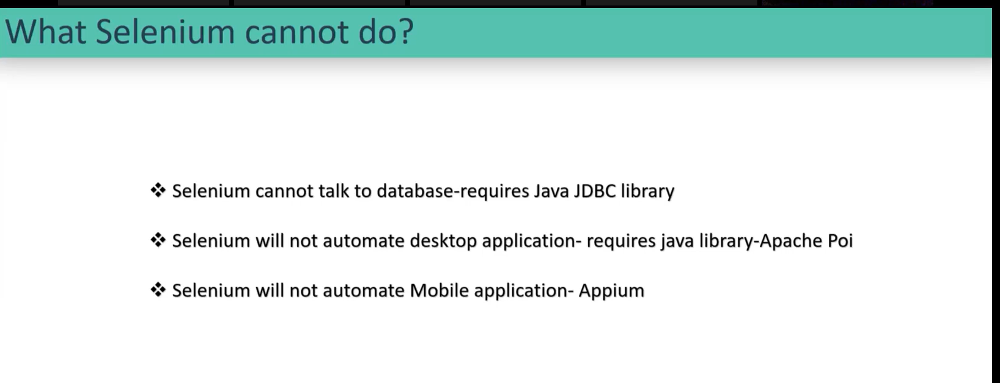 What Selenium cannot do?
❖ Selenium cannot talk to database-requires Java JDBC library
❖ Selenium will not automate desktop application- requires java library-Apache Poi
❖ Selenium will not automate Mobile application- Appium